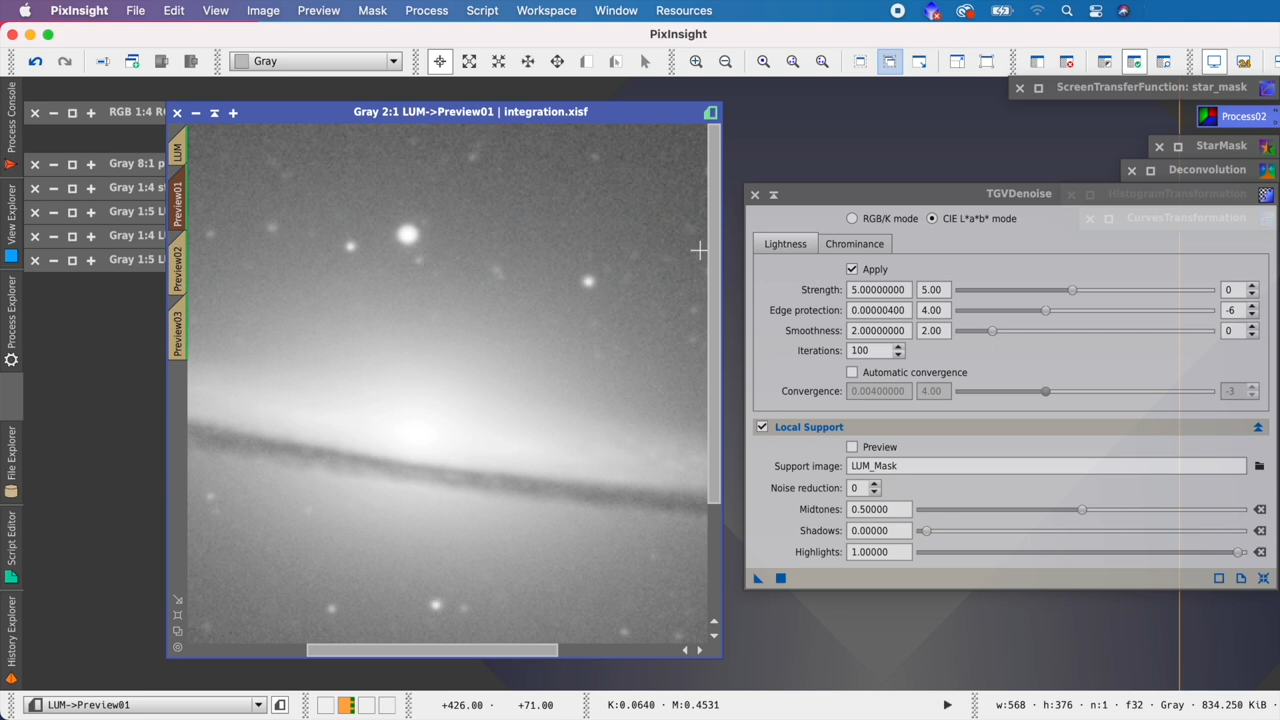 PixInsight File Edit View Image Preview Mask Process Script Workspace Window Resources
PixInsight
Gray
Process Console
View Explorer
Process Explorer
File Explorer
Script Editor
History Explorer
RGB 1:4 R
Gray 8:1 p
Gray 1:4 st
Gray 1:5 L
Gray 1:4 L
Gray 1:5 L
Gray 2:1 LUM->Preview01 | integration.xisf
LUM
Preview01
Preview02
Preview03
ScreenTransferFunction: star_mask
Process02
StarMask
Deconvolution
HistogramTransformation
CurvesTransformation
TGVDenoise
RGB/K mode CIE L*a*b* mode
Lightness Chrominance
Apply
Strength: 5.00000000 5.00 0
Edge protection: 0.00000400 4.00 -6
Smoothness: 2.00000000 2.00 0
Iterations: 100
Automatic convergence
Convergence: 0.00400000 4.00 -3
Local Support
Preview
Support image: LUM_Mask
Noise reduction: 0
Midtones: 0.50000
Shadows: 0.00000
Highlights: 1.00000
LUM->Preview01 +426.00 +71.00 K:0.0640 · M:0.4531 w:568 · h:376 · n:1 · f32 · Gray · 834.250 KiB